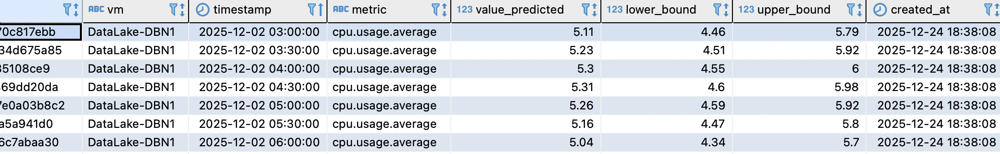 ABC vm timestamp ABC metric 123 value_predicted 123 lower_bound 123 upper_bound created_at
70c817ebb DataLake-DBN1 2025-12-02 03:00:00 cpu.usage.average 5.11 4.46 5.79 2025-12-24 18:38:08
34d675a85 DataLake-DBN1 2025-12-02 03:30:00 cpu.usage.average 5.23 4.51 5.92 2025-12-24 18:38:08
35108ce9 DataLake-DBN1 2025-12-02 04:00:00 cpu.usage.average 5.3 4.55 6 2025-12-24 18:38:08
469dd20da DataLake-DBN1 2025-12-02 04:30:00 cpu.usage.average 5.31 4.6 5.98 2025-12-24 18:38:08
7e0a03b8c2 DataLake-DBN1 2025-12-02 05:00:00 cpu.usage.average 5.26 4.59 5.92 2025-12-24 18:38:08
a5a941d0 DataLake-DBN1 2025-12-02 05:30:00 cpu.usage.average 5.16 4.47 5.8 2025-12-24 18:38:08
6c7abaa30 DataLake-DBN1 2025-12-02 06:00:00 cpu.usage.average 5.04 4.34 5.7 2025-12-24 18:38:08